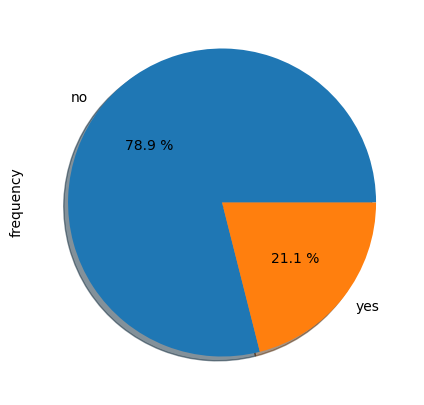 no
78.9 %
frequency
21.1 %
yes